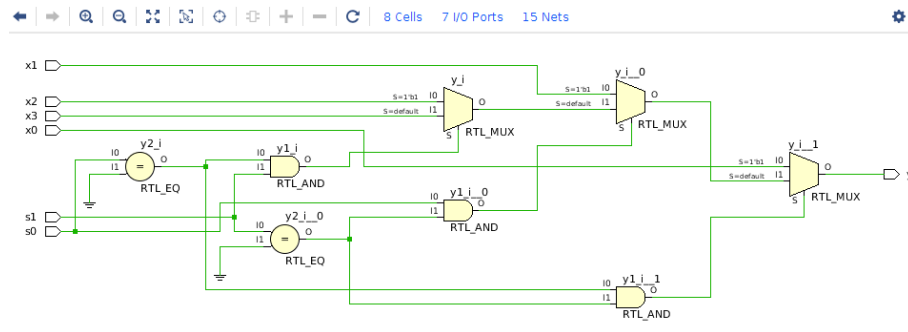 8 Cells 7 I/O Ports 15 Nets
x1
x2
x3
x0
s1
s0
y2_i
I0
I1
=
O
RTL_EQ
y1_i
I0
I1
O
RTL_AND
y2_i__0
I0
I1
=
O
RTL_EQ
y_i
S=1'b1 I0
S=default I1
S
O
RTL_MUX
y1_i__0
I0
I1
O
RTL_AND
y_i__0
S=1'b1 I0
S=default I1
S
O
RTL_MUX
y1_i__1
I0
I1
O
RTL_AND
y_i__1
S=1'b1 I0
S=default I1
S
O
RTL_MUX